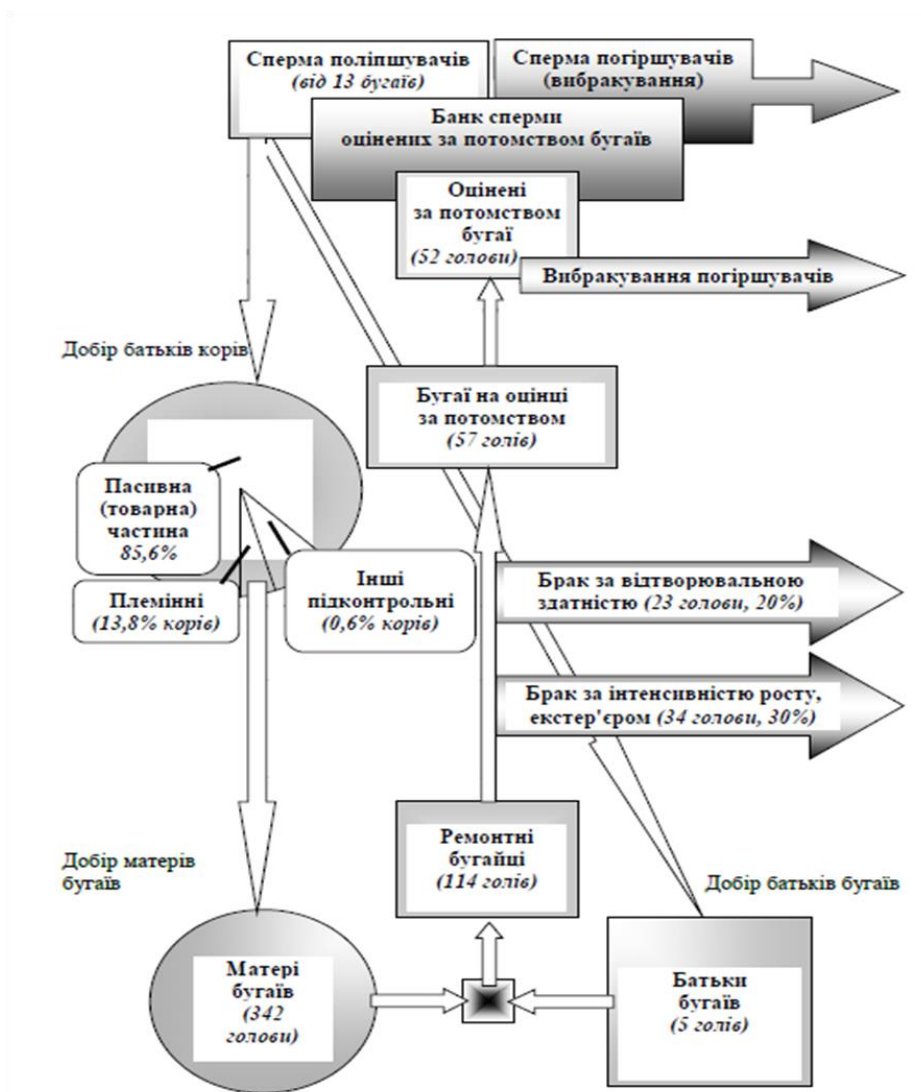 Сперма поліпшувачів
(від 13 бугаїв)
Сперма погіршувачів
(вибракування)
Банк сперми
оцінених за потомством бугаїв
Оцінені
за потомством
бугаї
(52 голови)
Вибракування погіршувачів
Добір батьків корів
Бугаї на оцінці
за потомством
(57 голів)
Пасивна
(товарна)
частина
85,6%
Племінні
(13,8% корів)
Інші
підконтрольні
(0,6% корів)
Брак за відтворювальною
здатністю (23 голови, 20%)
Брак за інтенсивністю росту,
екстер'єром (34 голови, 30%)
Добір матерів
бугаїв
Ремонтні
бугайці
(114 голів)
Добір батьків бугаїв
Матері
бугаїв
(342
голови)
Батьки
бугаїв
(5 голів)